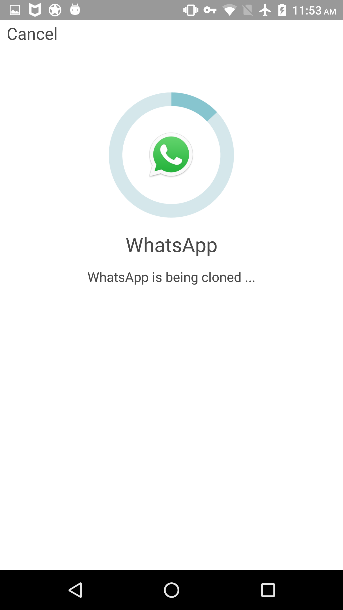 11:53 AM
Cancel
WhatsApp
WhatsApp is being cloned ...